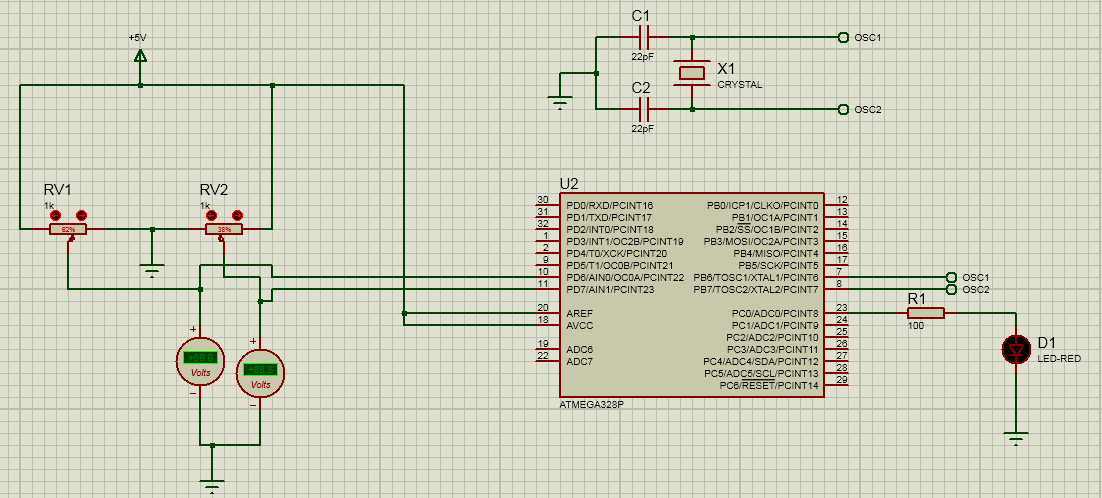 +5V
C1
22pF
OSC1
X1
CRYSTAL
C2
22pF
OSC2
RV1
1k
62%
RV2
1k
38%
U2
30 PD0/RXD/PCINT16 PB0/ICP1/CLKO/PCINT0 12
31 PD1/TXD/PCINT17 PB1/OC1A/PCINT1 13
32 PD2/INT0/PCINT18 PB2/SS/OC1B/PCINT2 14
1 PD3/INT1/OC2B/PCINT19 PB3/MOSI/OC2A/PCINT3 15
2 PD4/T0/XCK/PCINT20 PB4/MISO/PCINT4 16
9 PD5/T1/OC0B/PCINT21 PB5/SCK/PCINT5 17
10 PD6/AIN0/OC0A/PCINT22 PB6/TOSC1/XTAL1/PCINT6 7 OSC1
11 PD7/AIN1/PCINT23 PB7/TOSC2/XTAL2/PCINT7 8 OSC2
20 AREF PC0/ADC0/PCINT8 23
18 AVCC PC1/ADC1/PCINT9 24
PC2/ADC2/PCINT10 25
19 ADC6 PC3/ADC3/PCINT11 26
22 ADC7 PC4/ADC4/SDA/PCINT12 27
PC5/ADC5/SCL/PCINT13 28
PC6/RESET/PCINT14 29
ATMEGA328P
R1
100
D1
LED-RED
+
+88.8
Volts
−
+
+88.8
Volts
−